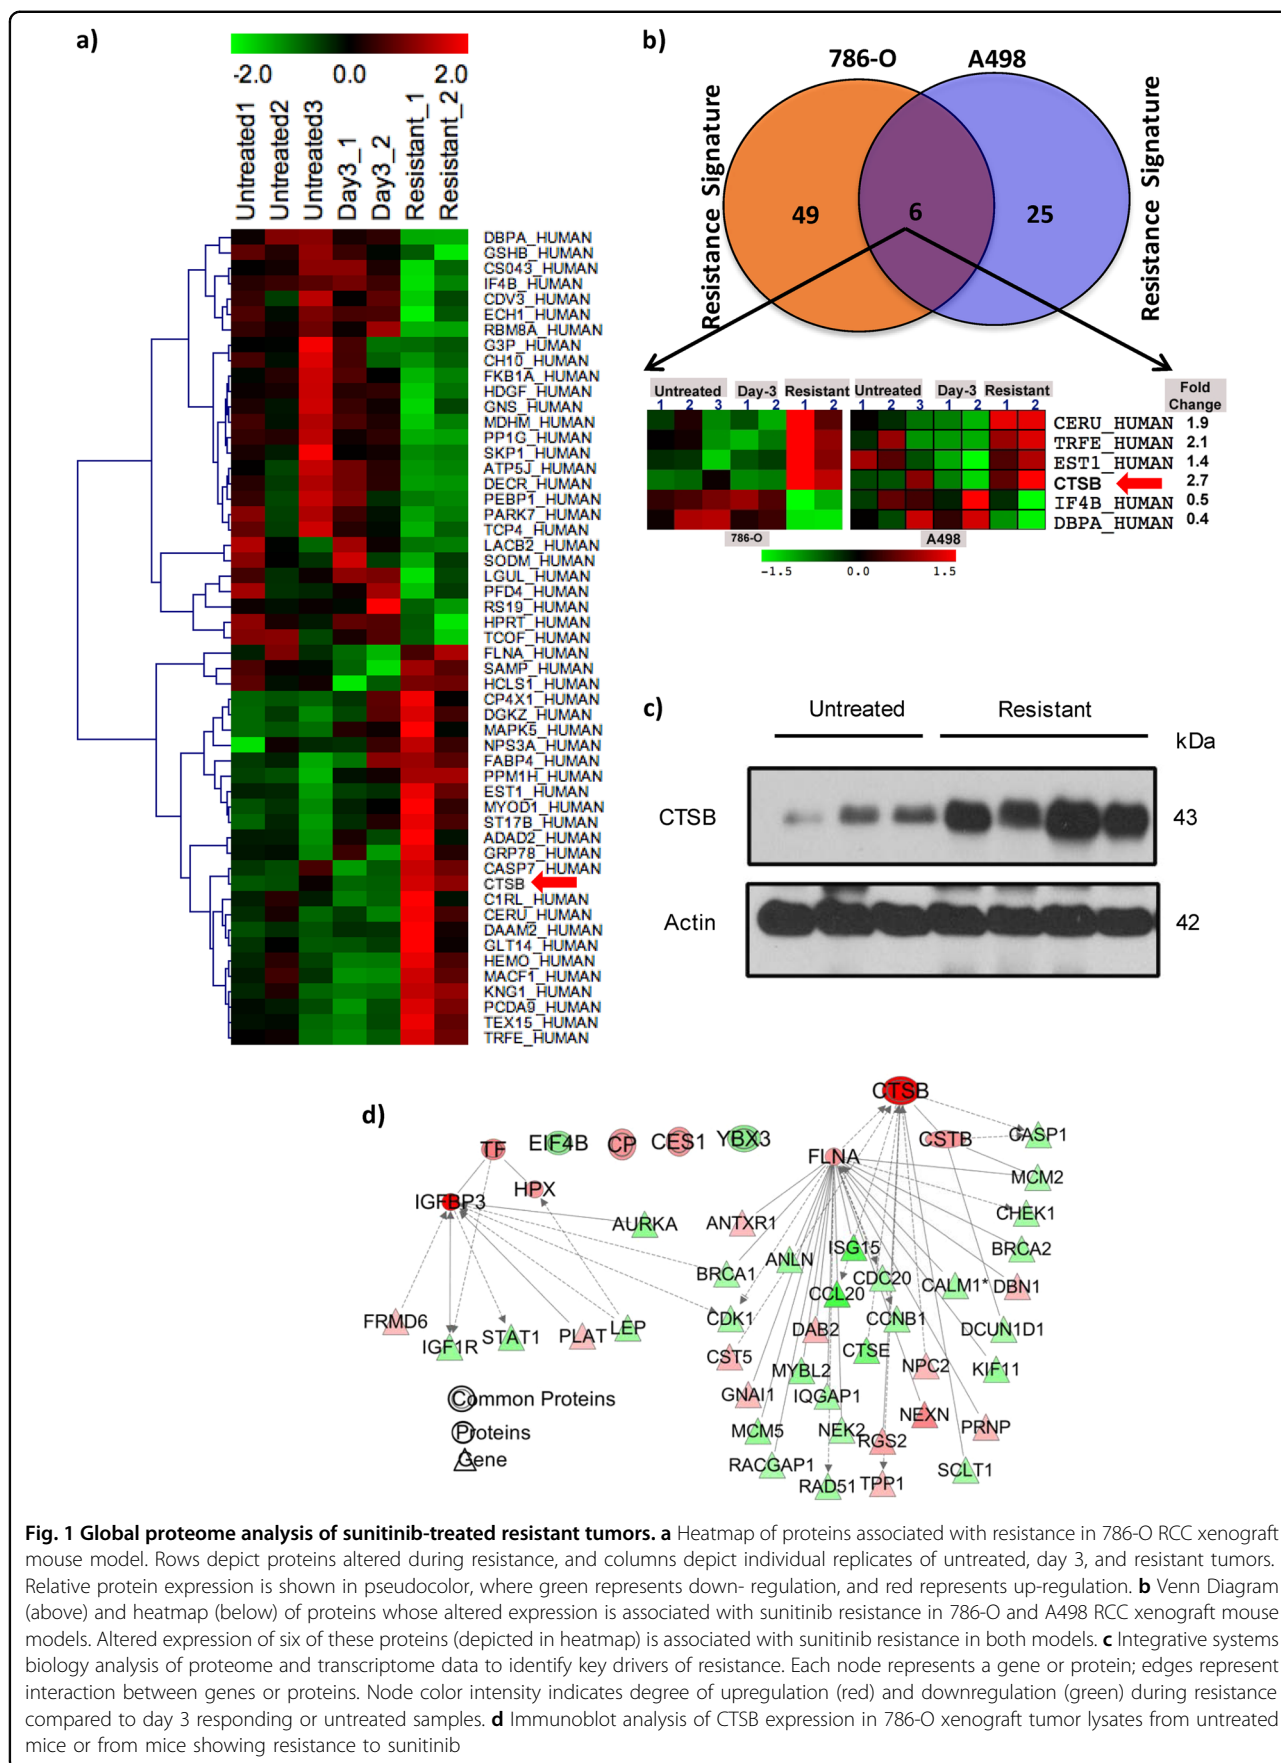 a)
-2.0 0.0 2.0
Untreated1
Untreated2
Untreated3
Day3_1
Day3_2
Resistant_1
Resistant_2
DBPA_HUMAN
GSHB_HUMAN
CS043_HUMAN
IF4B_HUMAN
CDV3_HUMAN
ECH1_HUMAN
RBM8A_HUMAN
G3P_HUMAN
CH10_HUMAN
FKB1A_HUMAN
HDGF_HUMAN
GNS_HUMAN
MDHM_HUMAN
PP1G_HUMAN
SKP1_HUMAN
ATP5J_HUMAN
DECR_HUMAN
PEBP1_HUMAN
PARK7_HUMAN
TCP4_HUMAN
LACB2_HUMAN
SODM_HUMAN
LGUL_HUMAN
PFD4_HUMAN
RS19_HUMAN
HPRT_HUMAN
TCOF_HUMAN
FLNA_HUMAN
SAMP_HUMAN
HCLS1_HUMAN
CP4X1_HUMAN
DGKZ_HUMAN
MAPK5_HUMAN
NPS3A_HUMAN
FABP4_HUMAN
PPM1H_HUMAN
EST1_HUMAN
MYOD1_HUMAN
ST17B_HUMAN
ADAD2_HUMAN
GRP78_HUMAN
CASP7_HUMAN
CTSB
C1RL_HUMAN
CERU_HUMAN
DAAM2_HUMAN
GLT14_HUMAN
HEMO_HUMAN
MACF1_HUMAN
KNG1_HUMAN
PCDA9_HUMAN
TEX15_HUMAN
TRFE_HUMAN
b)
786-O A498
Resistance Signature
49 6 25
Resistance Signature
Untreated Day-3 Resistant Untreated Day-3 Resistant Fold
Change
1 2 3 1 2 1 2 1 2 3 1 2 1 2
CERU_HUMAN 1.9
TRFE_HUMAN 2.1
EST1_HUMAN 1.4
CTSB 2.7
IF4B_HUMAN 0.5
DBPA_HUMAN 0.4
786-O A498
-1.5 0.0 1.5
c)
Untreated Resistant
kDa
CTSB 43
Actin 42
d)
CTSB
TF EIF4B CP CES1 YBX3 FLNA CSTB CASP1
MCM2
IGFBP3 HPX
AURKA ANTXR1 CHEK1
ISG15 BRCA2
BRCA1 ANLN CDC20 CALM1* DBN1
CCL20
FRMD6 IGF1R STAT1 PLAT LEP CDK1 DAB2 CCNB1 DCUN1D1
CST5 MYBL2 CTSE NPC2 KIF11
GNAI1 IQGAP1 NEXN PRNP
MCM5 NEK2 RGS2
RACGAP1 RAD51 TPP1 SCLT1
Common Proteins
Proteins
Gene
Fig. 1 Global proteome analysis of sunitinib-treated resistant tumors. a Heatmap of proteins associated with resistance in 786-O RCC xenograft
mouse model. Rows depict proteins altered during resistance, and columns depict individual replicates of untreated, day 3, and resistant tumors.
Relative protein expression is shown in pseudocolor, where green represents down- regulation, and red represents up-regulation. b Venn Diagram
(above) and heatmap (below) of proteins whose altered expression is associated with sunitinib resistance in 786-O and A498 RCC xenograft mouse
models. Altered expression of six of these proteins (depicted in heatmap) is associated with sunitinib resistance in both models. c Integrative systems
biology analysis of proteome and transcriptome data to identify key drivers of resistance. Each node represents a gene or protein; edges represent
interaction between genes or proteins. Node color intensity indicates degree of upregulation (red) and downregulation (green) during resistance
compared to day 3 responding or untreated samples. d Immunoblot analysis of CTSB expression in 786-O xenograft tumor lysates from untreated
mice or from mice showing resistance to sunitinib